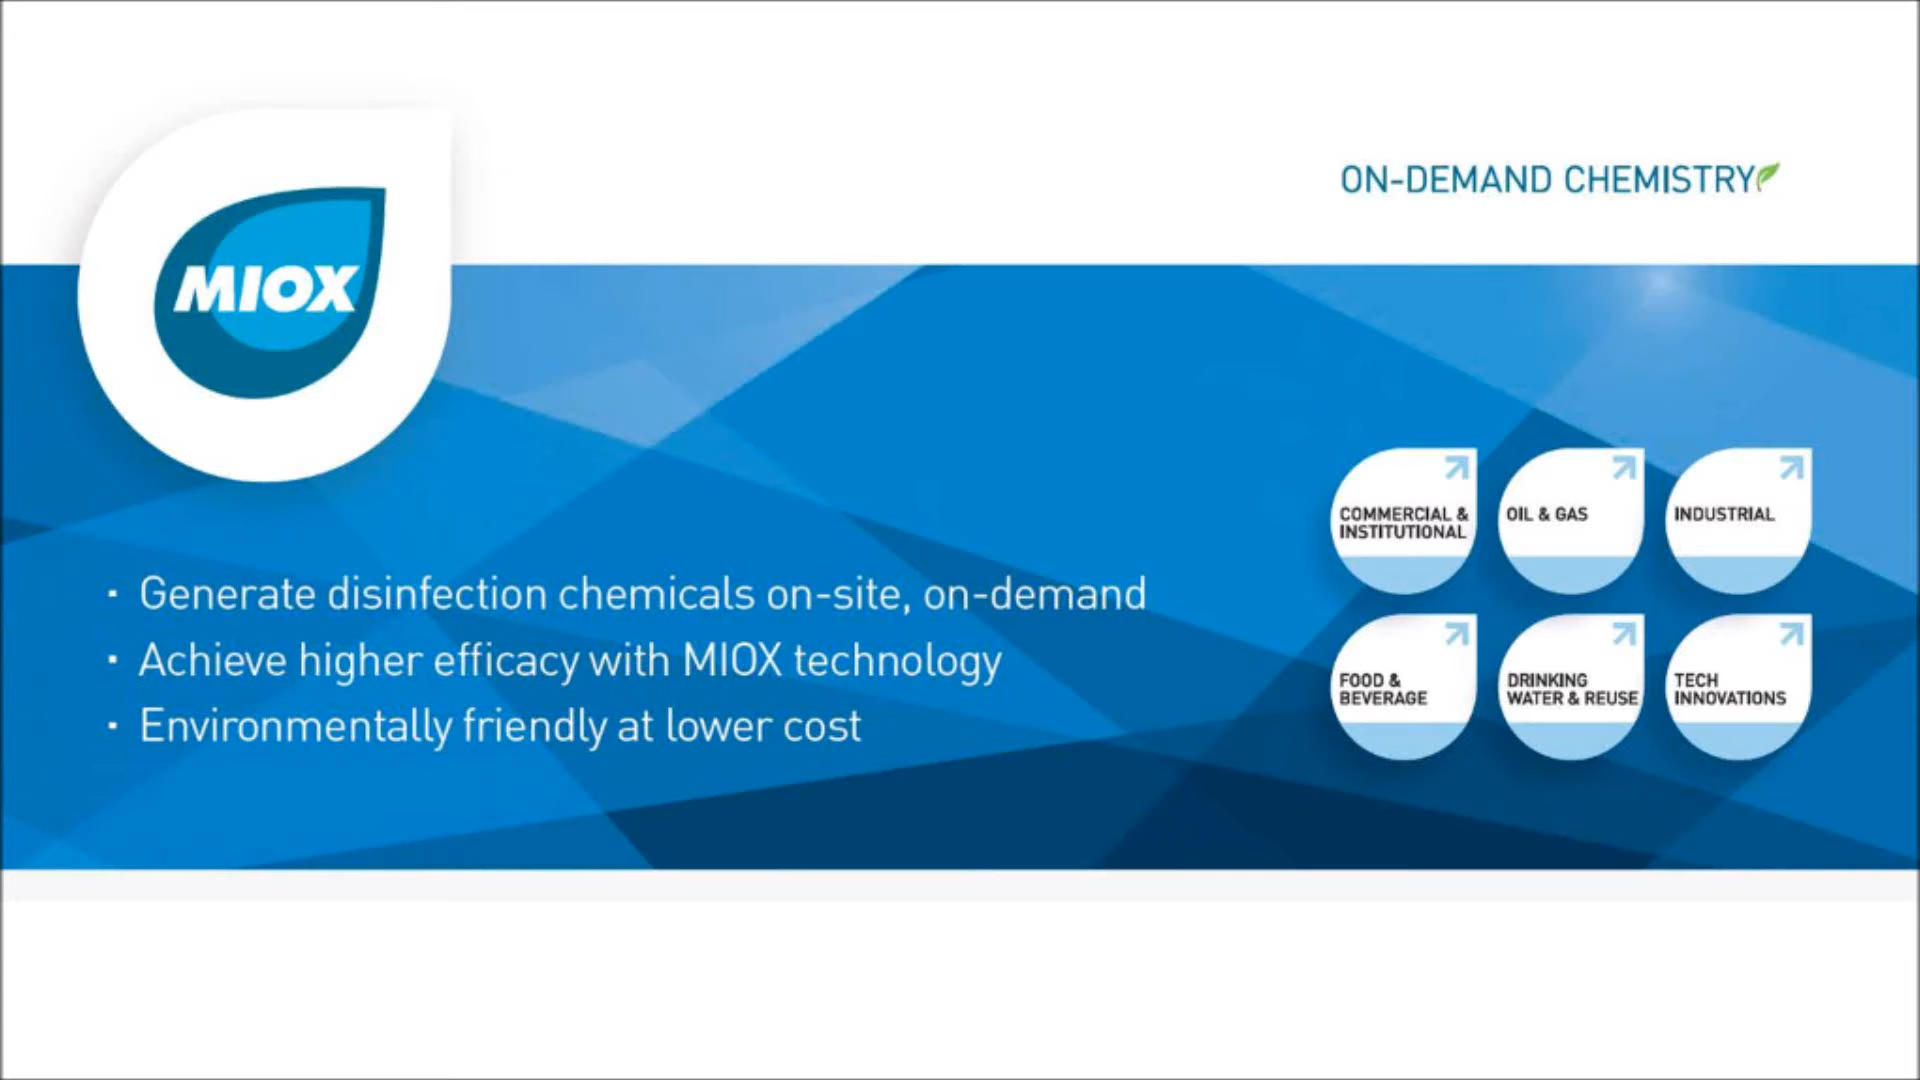 MIOX
ON-DEMAND CHEMISTRY
· Generate disinfection chemicals on-site, on-demand
· Achieve higher efficacy with MIOX technology
· Environmentally friendly at lower cost
COMMERCIAL &
INSTITUTIONAL
OIL & GAS
INDUSTRIAL
FOOD &
BEVERAGE
DRINKING
WATER & REUSE
TECH
INNOVATIONS